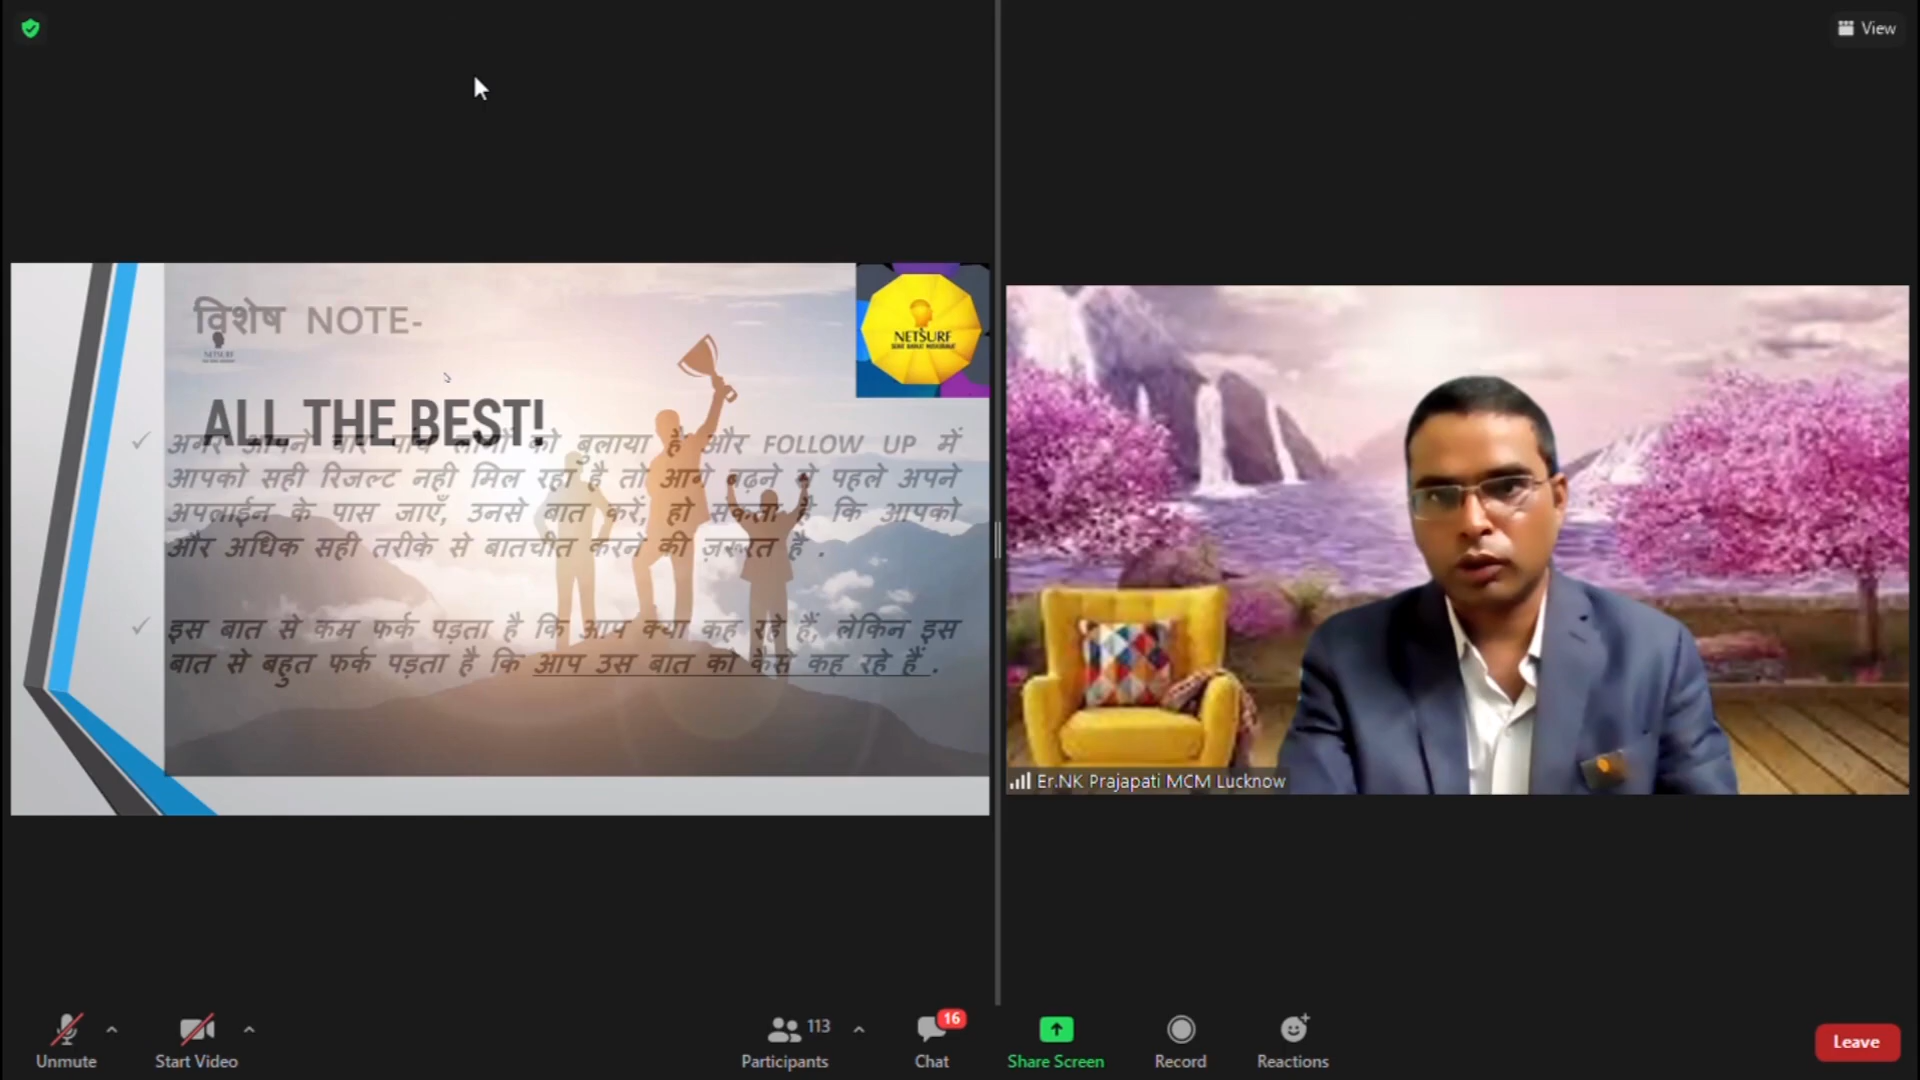 View
विशेष NOTE-
NETSURF
NETSURF
ALL THE BEST!
अगर आपने चार पांच लोगों को बुलाया है और FOLLOW UP में
आपको सही रिजल्ट नही मिल रहा है तो आगे बढ़ने से पहले अपने
अपलाईन के पास जाएँ, उनसे बात करें, हो सकता है कि आपको
और अधिक सही तरीके से बातचीत करने की ज़रूरत है .
इस बात से कम फर्क पड़ता है कि आप क्या कह रहे हैं, लेकिन इस
बात से बहुत फर्क पड़ता है कि आप उस बात को कैसे कह रहे हैं .
Er.NK Prajapati MCM Lucknow
Unmute
Start Video
113
Participants
16
Chat
Share Screen
Record
Reactions
Leave